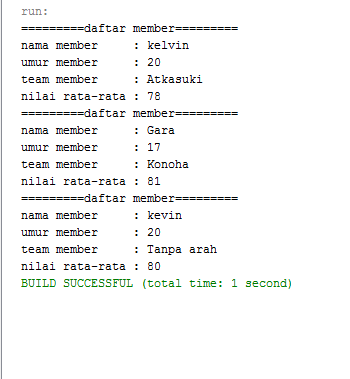 run:
=========daftar member=========
nama member     : kelvin
umur member     : 20
team member     : Atkasuki
nilai rata-rata : 78
=========daftar member=========
nama member     : Gara
umur member     : 17
team member     : Konoha
nilai rata-rata : 81
=========daftar member=========
nama member     : kevin
umur member     : 20
team member     : Tanpa arah
nilai rata-rata : 80
BUILD SUCCESSFUL (total time: 1 second)